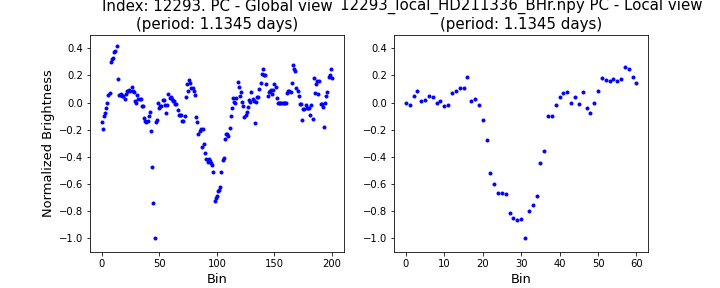 Index: 12293. PC - Global view
(period: 1.1345 days)
12293_local_HD211336_BHr.npy PC - Local view
(period: 1.1345 days)
Normalized Brightness
0.4
0.2
0.0
−0.2
−0.4
−0.6
−0.8
−1.0
0 50 100 150 200
Bin
0.4
0.2
0.0
−0.2
−0.4
−0.6
−0.8
−1.0
0 10 20 30 40 50 60
Bin